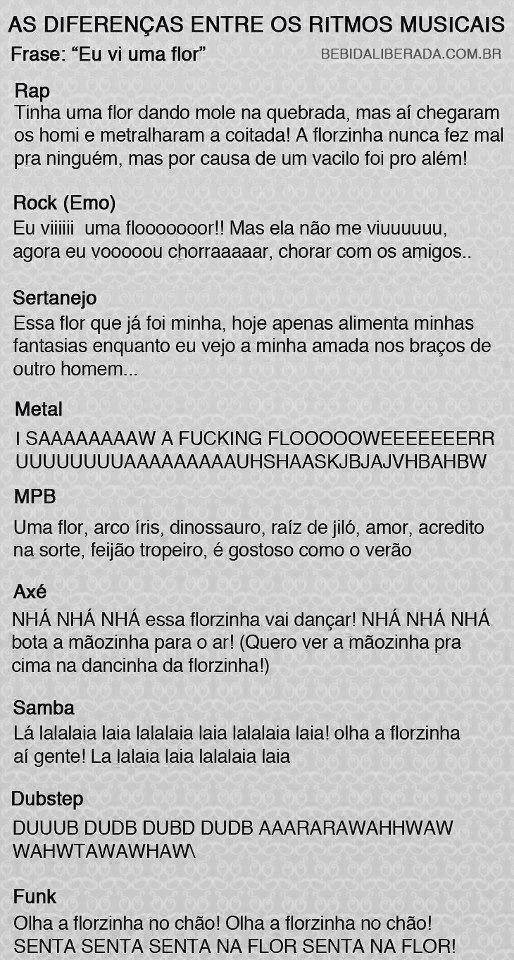 AS DIFERENÇAS ENTRE OS RITMOS MUSICAIS
Frase: “Eu vi uma flor” BEBIDALIBERADA.COM.BR
Rap
Tinha uma flor dando mole na quebrada, mas aí chegaram
os homi e metralharam a coitada! A florzinha nunca fez mal
pra ninguém, mas por causa de um vacilo foi pro além!
Rock (Emo)
Eu viiiiii uma flooooooor!! Mas ela não me viuuuuuu,
agora eu vooooou chorraaaaar, chorar com os amigos..
Sertanejo
Essa flor que já foi minha, hoje apenas alimenta minhas
fantasias enquanto eu vejo a minha amada nos braços de
outro homem...
Metal
I SAAAAAAAAW A FUCKING FLOOOOOWEEEEEEERR
UUUUUUUUUAAAAAAAAAUHSHAASKJBJAJVHBAHBW
MPB
Uma flor, arco íris, dinossauro, raíz de jiló, amor, acredito
na sorte, feijão tropeiro, é gostoso como o verão
Axé
NHÁ NHÁ NHÁ essa florzinha vai dançar! NHÁ NHÁ NHÁ
bota a mãozinha para o ar! (Quero ver a mãozinha pra
cima na dancinha da florzinha!)
Samba
Lá lalalaia laia lalalaia laia lalalaia laia! olha a florzinha
aí gente! La lalaia laia lalalaia laia
Dubstep
DUUUB DUDB DUBD DUDB AAARARAWAHHWAW
WAHWTAWAWHAW\
Funk
Olha a florzinha no chão! Olha a florzinha no chão!
SENTA SENTA SENTA NA FLOR SENTA NA FLOR!